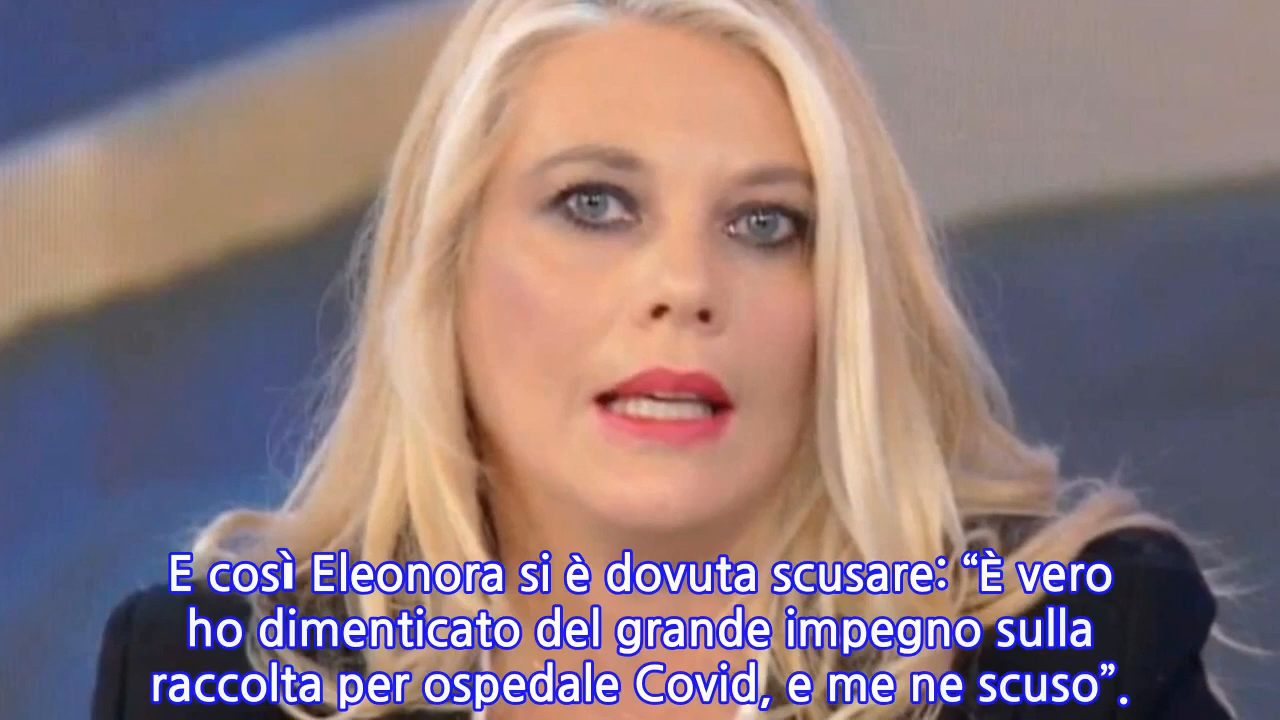 E così Eleonora si è dovuta scusare: “È vero
ho dimenticato del grande impegno sulla
raccolta per ospedale Covid, e me ne scuso”.